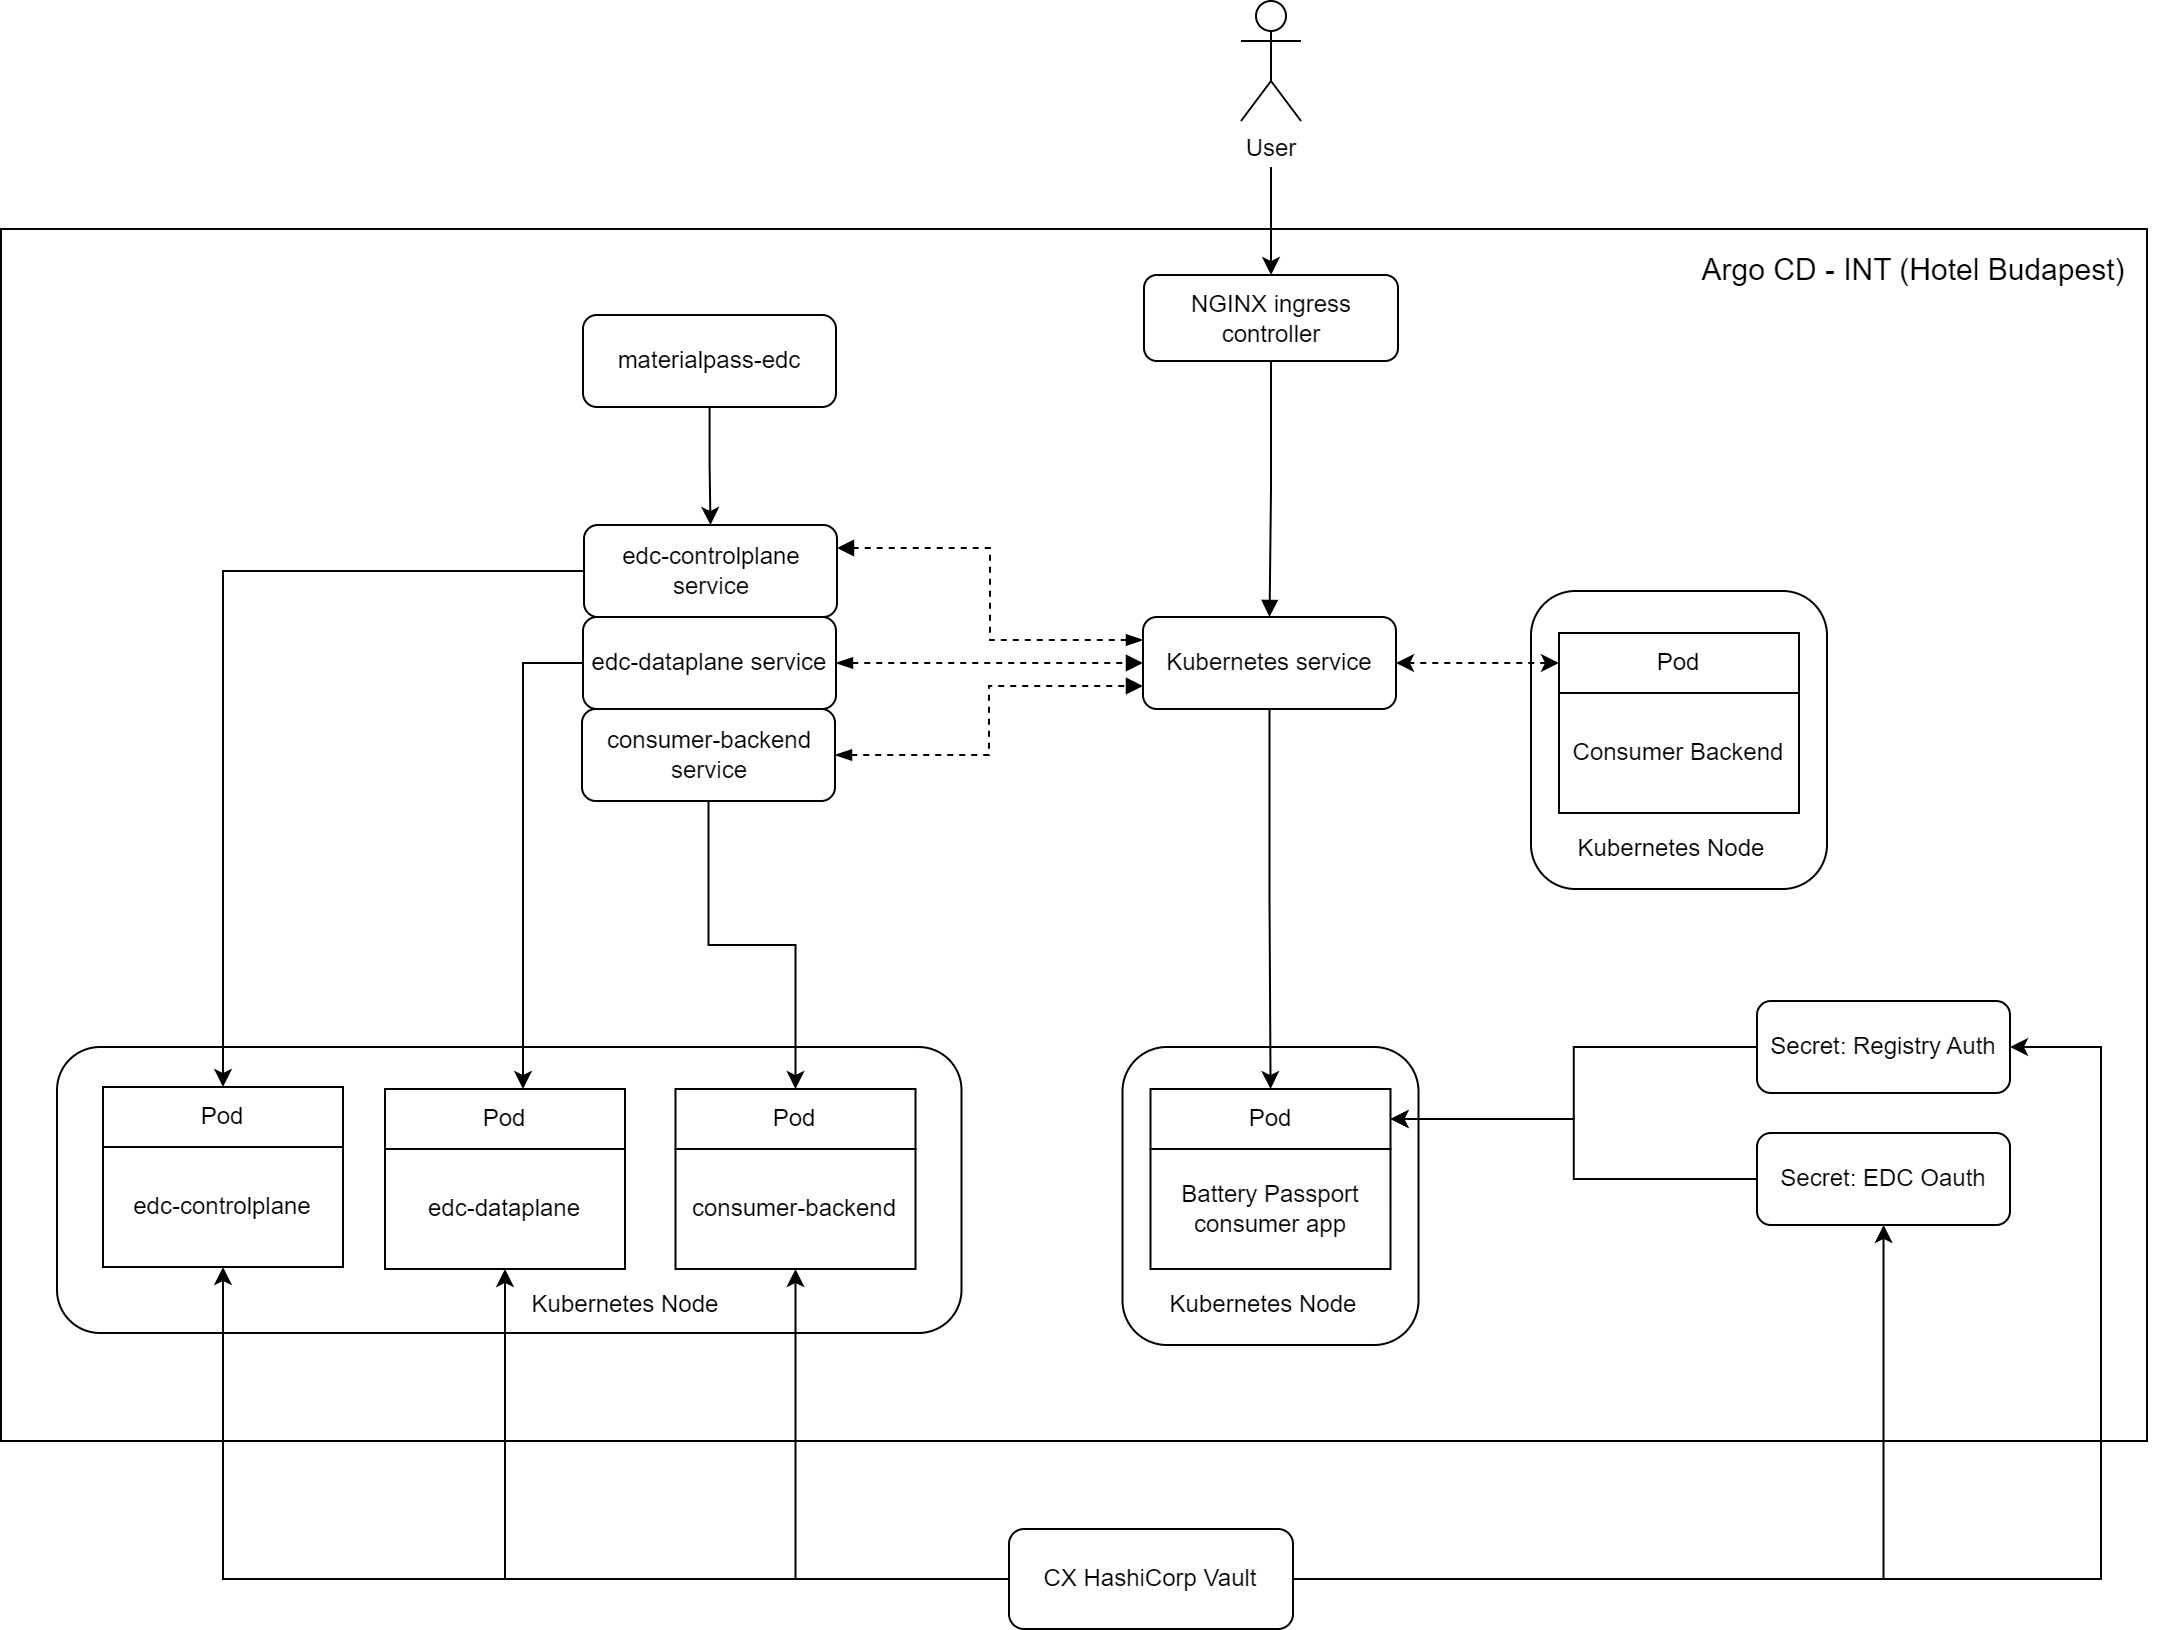 User
Argo CD - INT (Hotel Budapest)
NGINX ingress
controller
materialpass-edc
edc-controlplane
service
edc-dataplane service
consumer-backend
service
Kubernetes service
Pod
Consumer Backend
Kubernetes Node
Secret: Registry Auth
Secret: EDC Oauth
Pod
edc-controlplane
Pod
edc-dataplane
Pod
consumer-backend
Kubernetes Node
Pod
Battery Passport
consumer app
Kubernetes Node
CX HashiCorp Vault